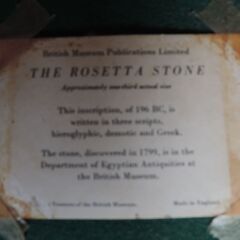 British Museum Publications Limited
THE ROSETTA STONE
Approximately one-third actual size
This inscription, of 196 BC, is
written in three scripts,
hieroglyphic, demotic and Greek.
The stone, discovered in 1799, is in the
Department of Egyptian Antiquities at
the British Museum.
Trustees of the British Museum. Made in England.